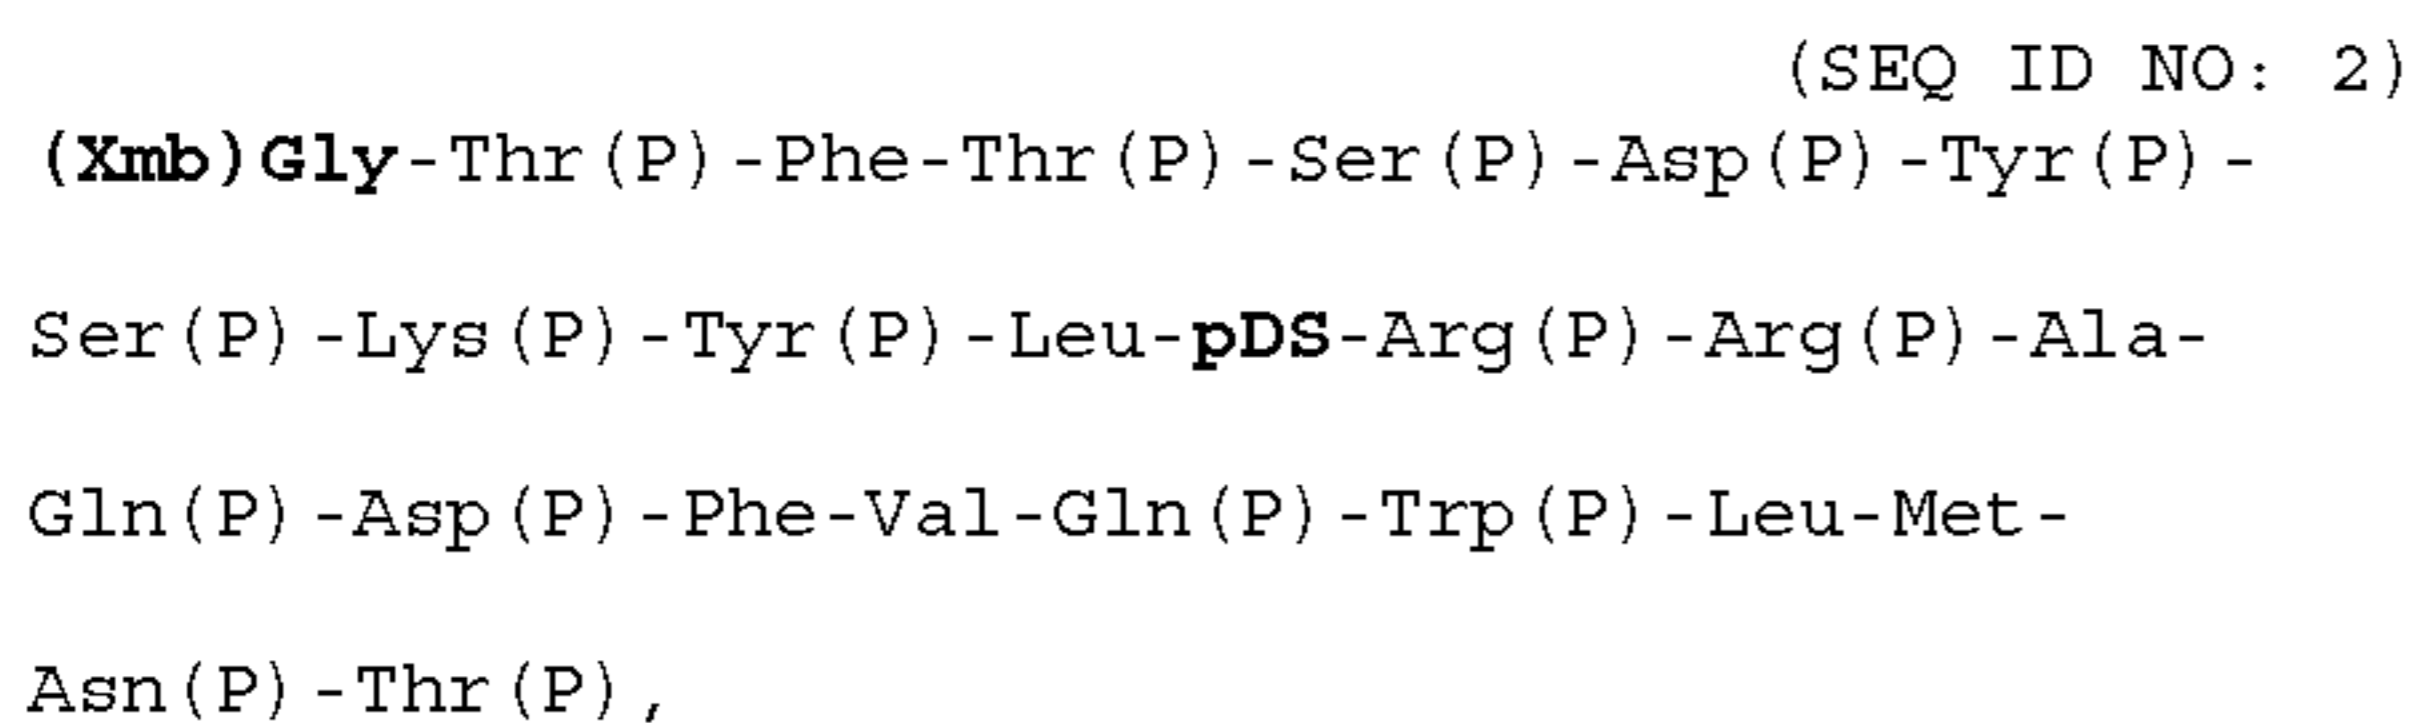 (SEQ ID NO: 2)
(Xmb)Gly-Thr(P)-Phe-Thr(P)-Ser(P)-Asp(P)-Tyr(P)-
Ser(P)-Lys(P)-Tyr(P)-Leu-pDS-Arg(P)-Arg(P)-Ala-
Gln(P)-Asp(P)-Phe-Val-Gln(P)-Trp(P)-Leu-Met-
Asn(P)-Thr(P),